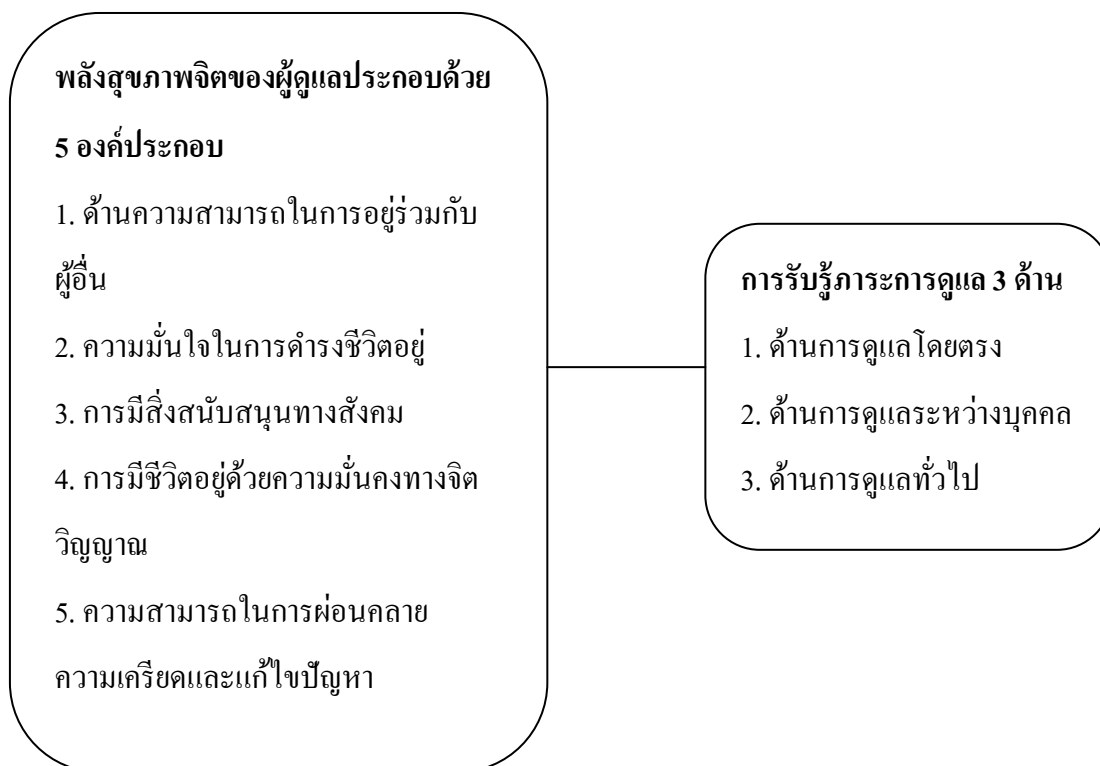 พลังสุขภาพจิตของผู้ดูแลประกอบด้วย
5 องค์ประกอบ
1. ด้านความสามารถในการอยู่ร่วมกับ
ผู้อื่น
2. ความมั่นใจในการดำรงชีวิตอยู่
3. การมีสิ่งสนับสนุนทางสังคม
4. การมีชีวิตอยู่ด้วยความมั่นคงทางจิต
วิญญาณ
5. ความสามารถในการผ่อนคลาย
ความเครียดและแก้ไขปัญหา
การรับรู้ภาระการดูแล 3 ด้าน
1. ด้านการดูแลโดยตรง
2. ด้านการดูแลระหว่างบุคคล
3. ด้านการดูแลทั่วไป